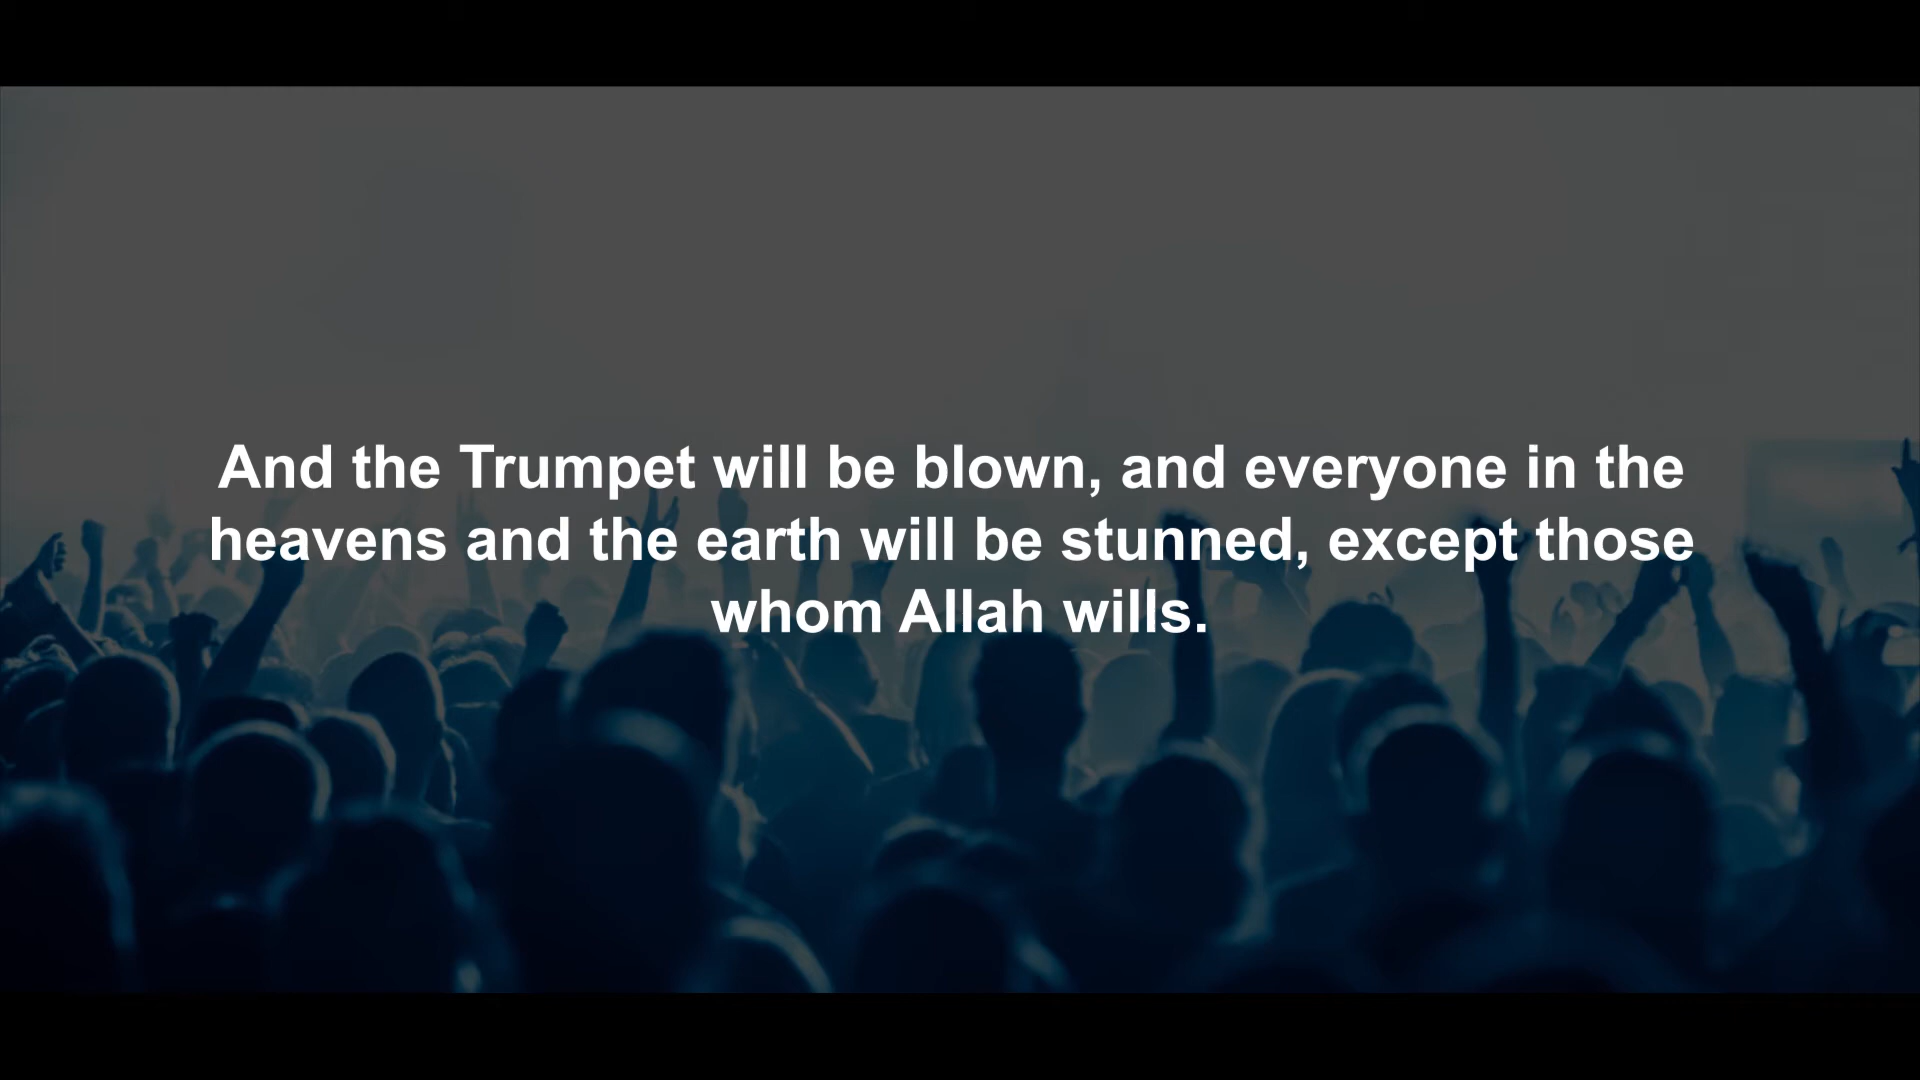 And the Trumpet will be blown, and everyone in the
heavens and the earth will be stunned, except those
whom Allah wills.